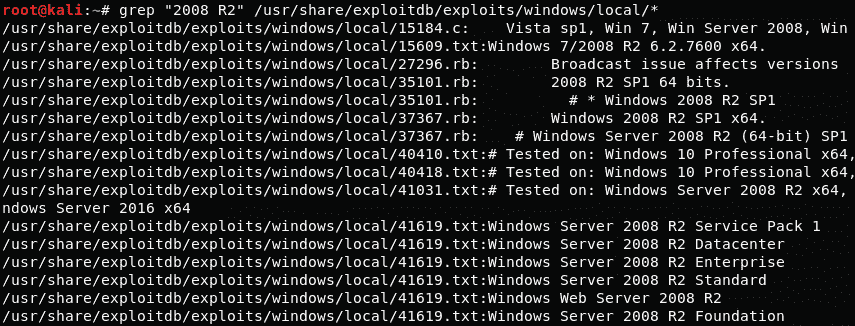 root@kali:~# grep "2008 R2" /usr/share/exploitdb/exploits/windows/local/*
/usr/share/exploitdb/exploits/windows/local/15184.c:   Vista sp1, Win 7, Win Server 2008, Win
/usr/share/exploitdb/exploits/windows/local/15609.txt:Windows 7/2008 R2 6.2.7600 x64.
/usr/share/exploitdb/exploits/windows/local/27296.rb:        Broadcast issue affects versions
/usr/share/exploitdb/exploits/windows/local/35101.rb:        2008 R2 SP1 64 bits.
/usr/share/exploitdb/exploits/windows/local/35101.rb:          # * Windows 2008 R2 SP1
/usr/share/exploitdb/exploits/windows/local/37367.rb:        Windows 2008 R2 SP1 x64.
/usr/share/exploitdb/exploits/windows/local/37367.rb:    # Windows Server 2008 R2 (64-bit) SP1
/usr/share/exploitdb/exploits/windows/local/40410.txt:# Tested on: Windows 10 Professional x64,
/usr/share/exploitdb/exploits/windows/local/40418.txt:# Tested on: Windows 10 Professional x64,
/usr/share/exploitdb/exploits/windows/local/41031.txt:# Tested on: Windows Server 2008 R2 x64,
ndows Server 2016 x64
/usr/share/exploitdb/exploits/windows/local/41619.txt:Windows Server 2008 R2 Service Pack 1
/usr/share/exploitdb/exploits/windows/local/41619.txt:Windows Server 2008 R2 Datacenter
/usr/share/exploitdb/exploits/windows/local/41619.txt:Windows Server 2008 R2 Enterprise
/usr/share/exploitdb/exploits/windows/local/41619.txt:Windows Server 2008 R2 Standard
/usr/share/exploitdb/exploits/windows/local/41619.txt:Windows Web Server 2008 R2
/usr/share/exploitdb/exploits/windows/local/41619.txt:Windows Server 2008 R2 Foundation